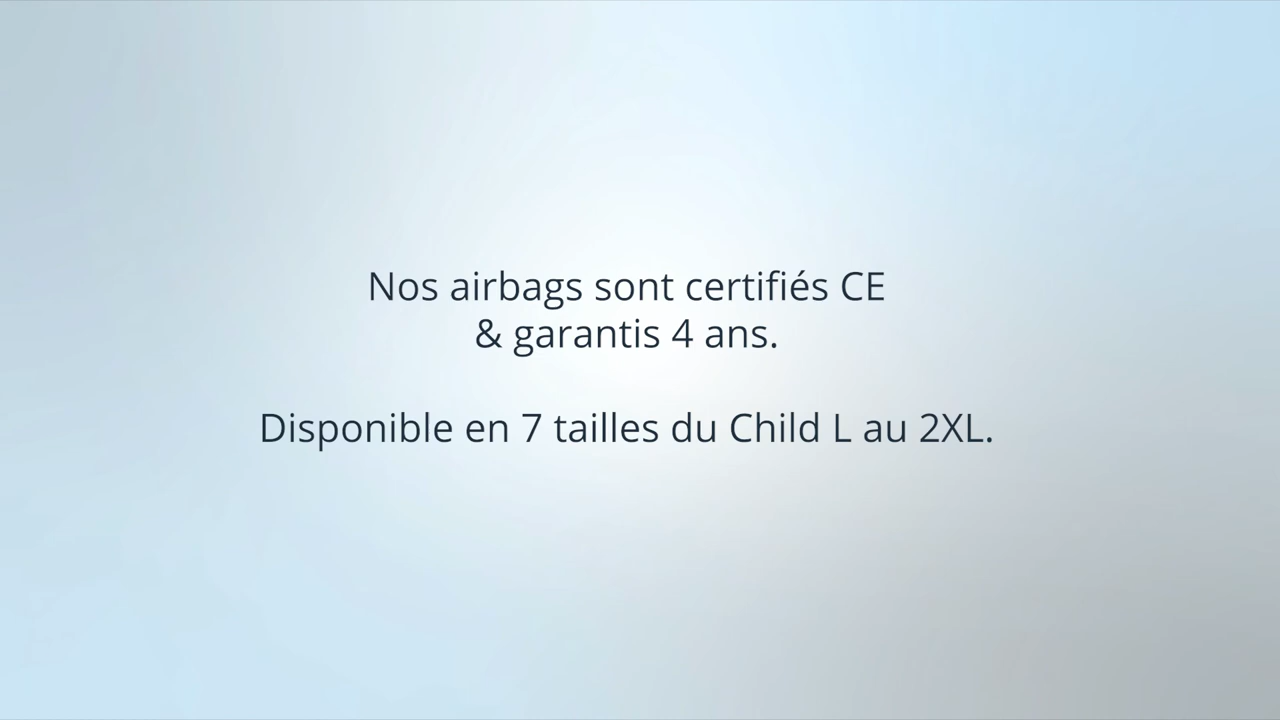 Nos airbags sont certifiés CE
& garantis 4 ans.
Disponible en 7 tailles du Child L au 2XL.